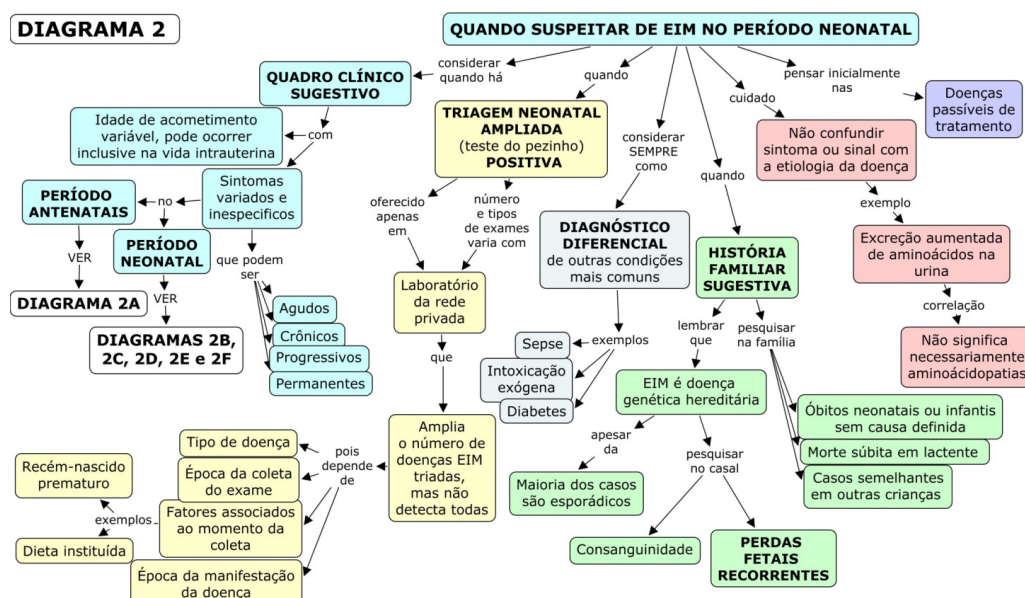 DIAGRAMA 2
QUANDO SUSPEITAR DE EIM NO PERÍODO NEONATAL
considerar
quando há
QUADRO CLÍNICO
SUGESTIVO
com
Idade de acometimento
variável, pode ocorrer
inclusive na vida intrauterina
Sintomas
variados e
inespecificos
no
PERÍODO
ANTENATAIS
VER
DIAGRAMA 2A
PERÍODO
NEONATAL
VER
DIAGRAMAS 2B,
2C, 2D, 2E e 2F
que podem
ser
Agudos
Crônicos
Progressivos
Permanentes
quando
TRIAGEM NEONATAL
AMPLIADA
(teste do pezinho)
POSITIVA
oferecido
apenas
em
número
e tipos
de exames
varia com
Laboratório
da rede
privada
que
Amplia
o número de
doenças EIM
triadas,
mas não
detecta todas
pois
depende
de
Tipo de doença
Época da coleta
do exame
Fatores associados
ao momento da
coleta
Época da manifestação
da doença
exemplos
Recém-nascido
prematuro
Dieta instituída
considerar
SEMPRE
como
DIAGNÓSTICO
DIFERENCIAL
de outras condições
mais comuns
exemplos
Sepse
Intoxicação
exógena
Diabetes
quando
HISTÓRIA
FAMILIAR
SUGESTIVA
lembrar
que
EIM é doença
genética hereditária
apesar
da
Maioria dos casos
são esporádicos
pesquisar
no casal
Consanguinidade
PERDAS
FETAIS
RECORRENTES
pesquisar
na família
Óbitos neonatais ou infantis
sem causa definida
Morte súbita em lactente
Casos semelhantes
em outras crianças
cuidado
Não confundir
sintoma ou sinal com
a etiologia da doença
exemplo
Excreção aumentada
de aminoácidos na
urina
correlação
Não significa
necessariamente
aminoácidopatias
pensar inicialmente
nas
Doenças
passíveis de
tratamento